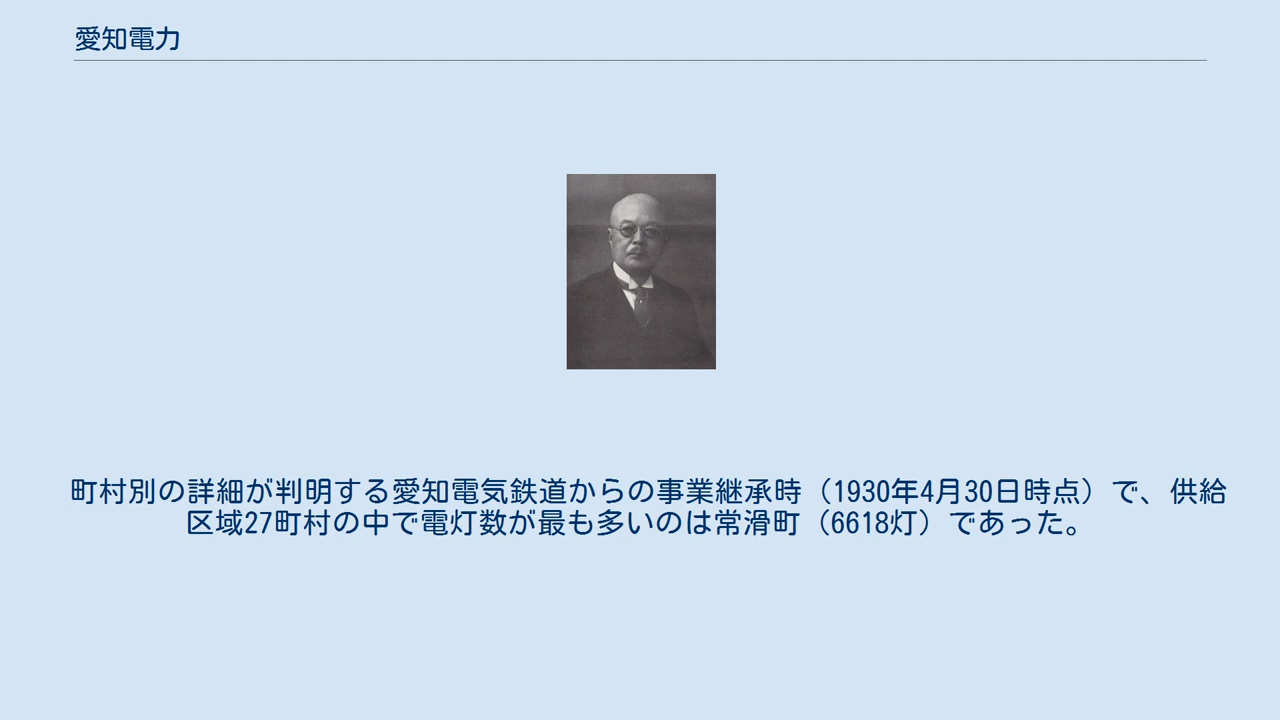 愛知電力
町村別の詳細が判明する愛知電気鉄道からの事業継承時（1930年4月30日時点）で、供給
区域27町村の中で電灯数が最も多いのは常滑町（6618灯）であった。